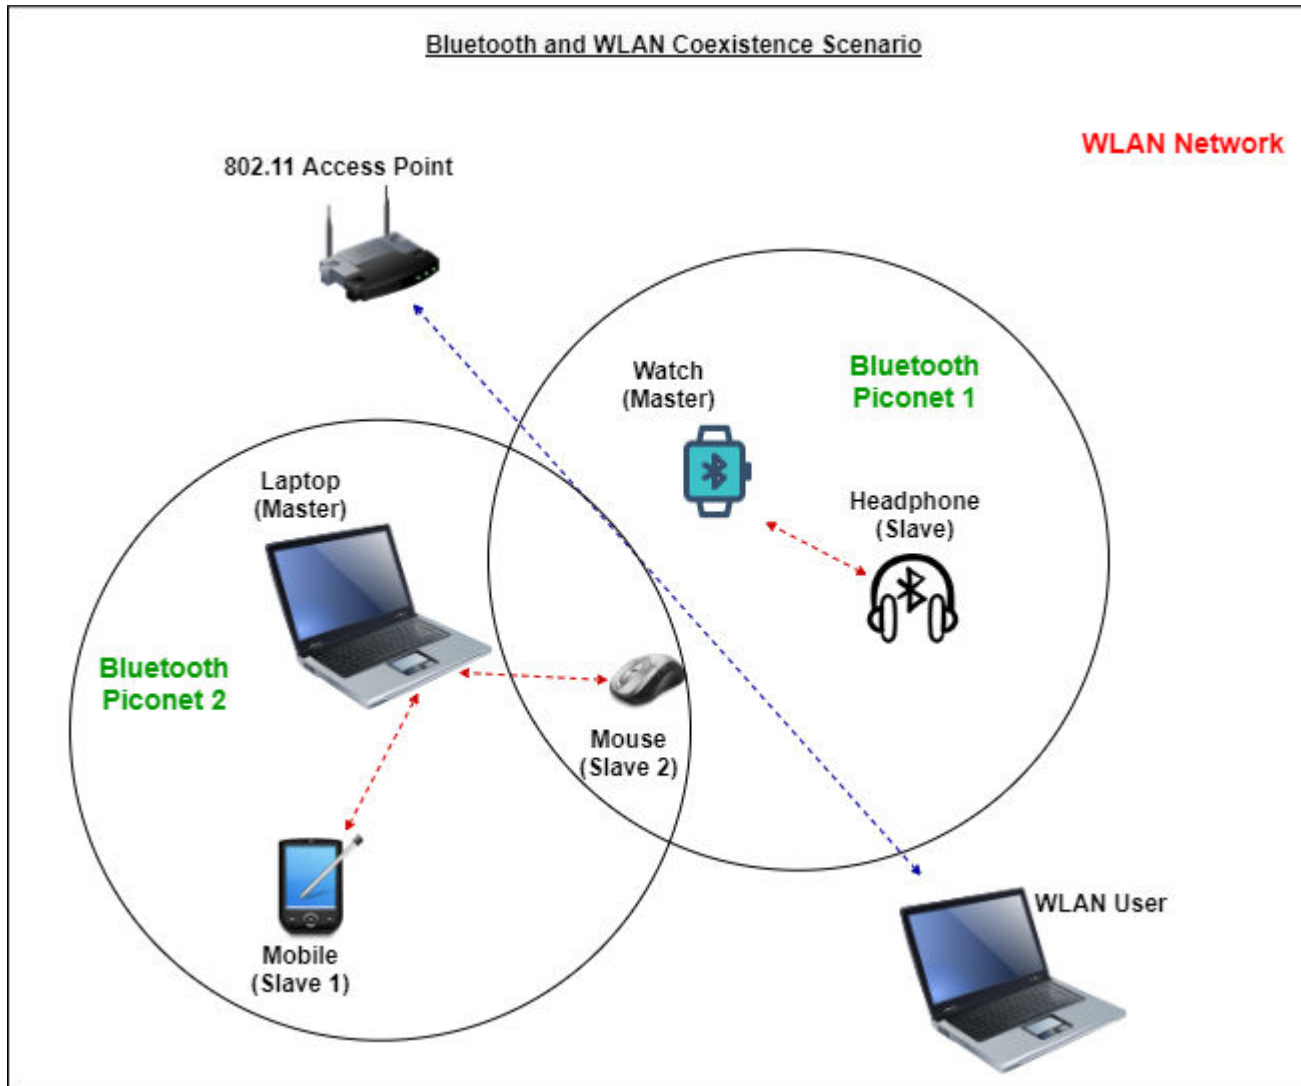 Bluetooth and WLAN Coexistence Scenario
WLAN Network
802.11 Access Point
Watch
(Master)
Bluetooth
Piconet 1
Laptop
(Master)
Headphone
(Slave)
Bluetooth
Piconet 2
Mouse
(Slave 2)
WLAN User
Mobile
(Slave 1)